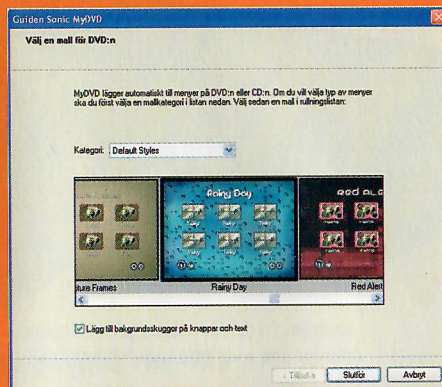 Guiden Sonic MyDVD
Välj en mall för DVD:n
MyDVD lägger automatiskt till menyer på DVD:n eller CD:n. Om du vill välja typ av menyer
ska du först välja en mallkategori i listan nedan. Välj sedan en mall i rullningslistan:
Kategori: Default Styles
Rainy Day
RED ALE
ture Frames
Rainy Day
Red Alert
Lägg till bakgrundsskuggor på knappar och text
< Tillbaka
Slutför
Avbryt